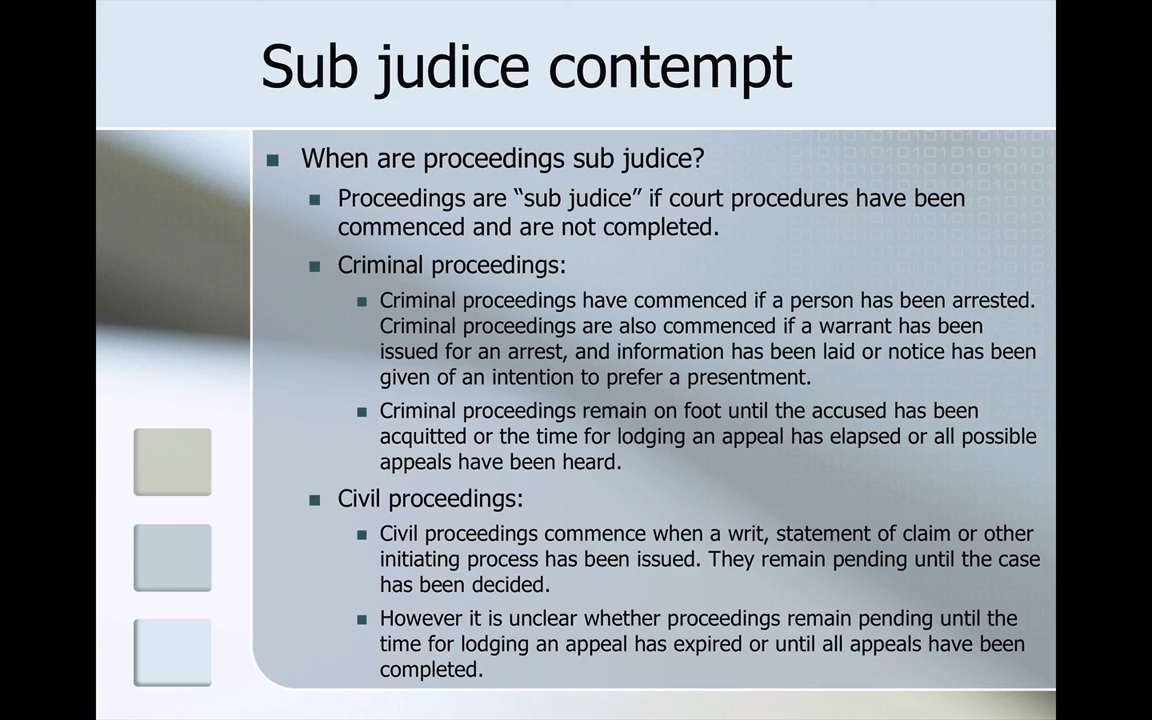 Sub judice contempt
When are proceedings sub judice?
Proceedings are “sub judice” if court procedures have been
commenced and are not completed.
Criminal proceedings:
Criminal proceedings have commenced if a person has been arrested.
Criminal proceedings are also commenced if a warrant has been
issued for an arrest, and information has been laid or notice has been
given of an intention to prefer a presentment.
Criminal proceedings remain on foot until the accused has been
acquitted or the time for lodging an appeal has elapsed or all possible
appeals have been heard.
Civil proceedings:
Civil proceedings commence when a writ, statement of claim or other
initiating process has been issued. They remain pending until the case
has been decided.
However it is unclear whether proceedings remain pending until the
time for lodging an appeal has expired or until all appeals have been
completed.